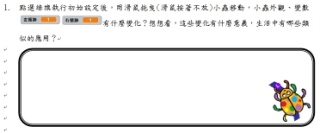 1. 點選綠旗執行初始設定後，用滑鼠拖曳(滑鼠按著不放)小蟲移動，小蟲外觀、變數
有什麼變化？想想看，這些變化有什麼意義，生活中有哪些類
似的應用？